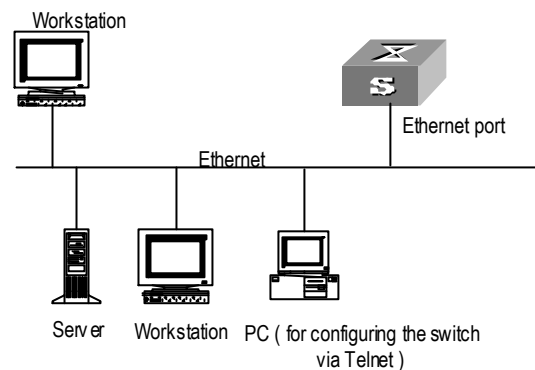 Workstation
S
Ethernet port
Ethernet
Server
Workstation
PC ( for configuring the switch
via Telnet )